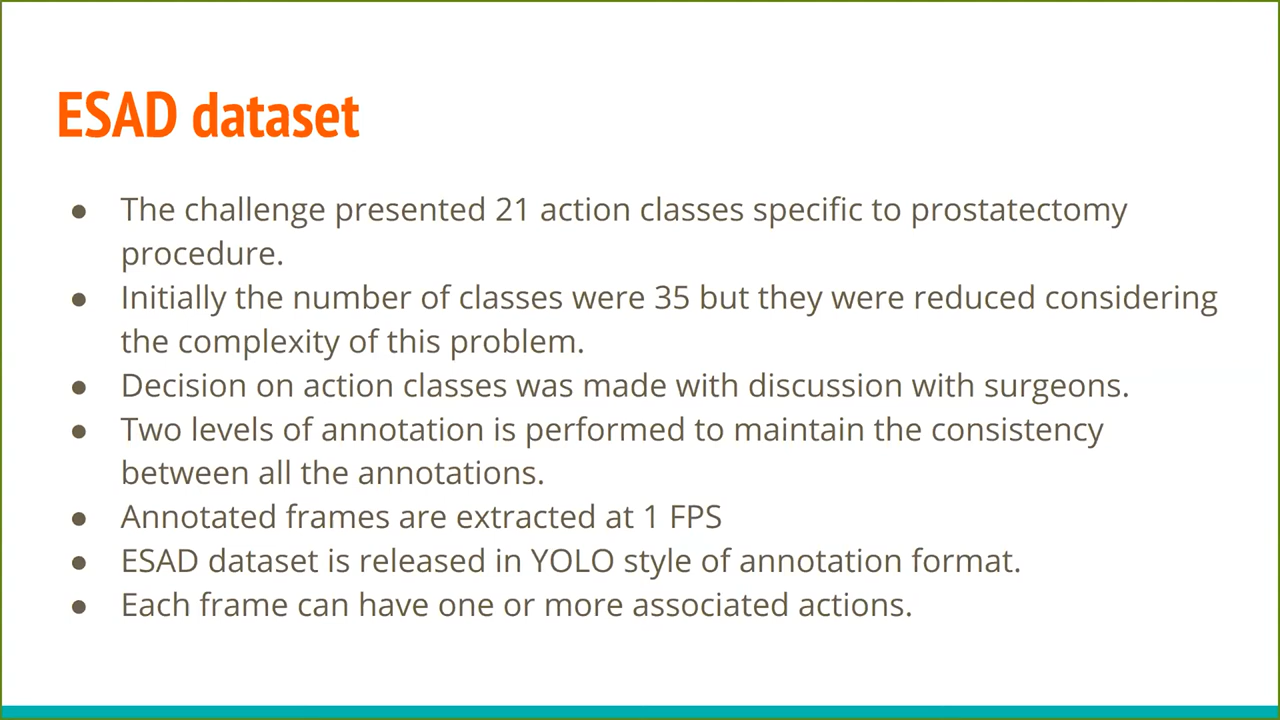 ESAD dataset
● The challenge presented 21 action classes specific to prostatectomy
procedure.
● Initially the number of classes were 35 but they were reduced considering
the complexity of this problem.
● Decision on action classes was made with discussion with surgeons.
● Two levels of annotation is performed to maintain the consistency
between all the annotations.
● Annotated frames are extracted at 1 FPS
● ESAD dataset is released in YOLO style of annotation format.
● Each frame can have one or more associated actions.